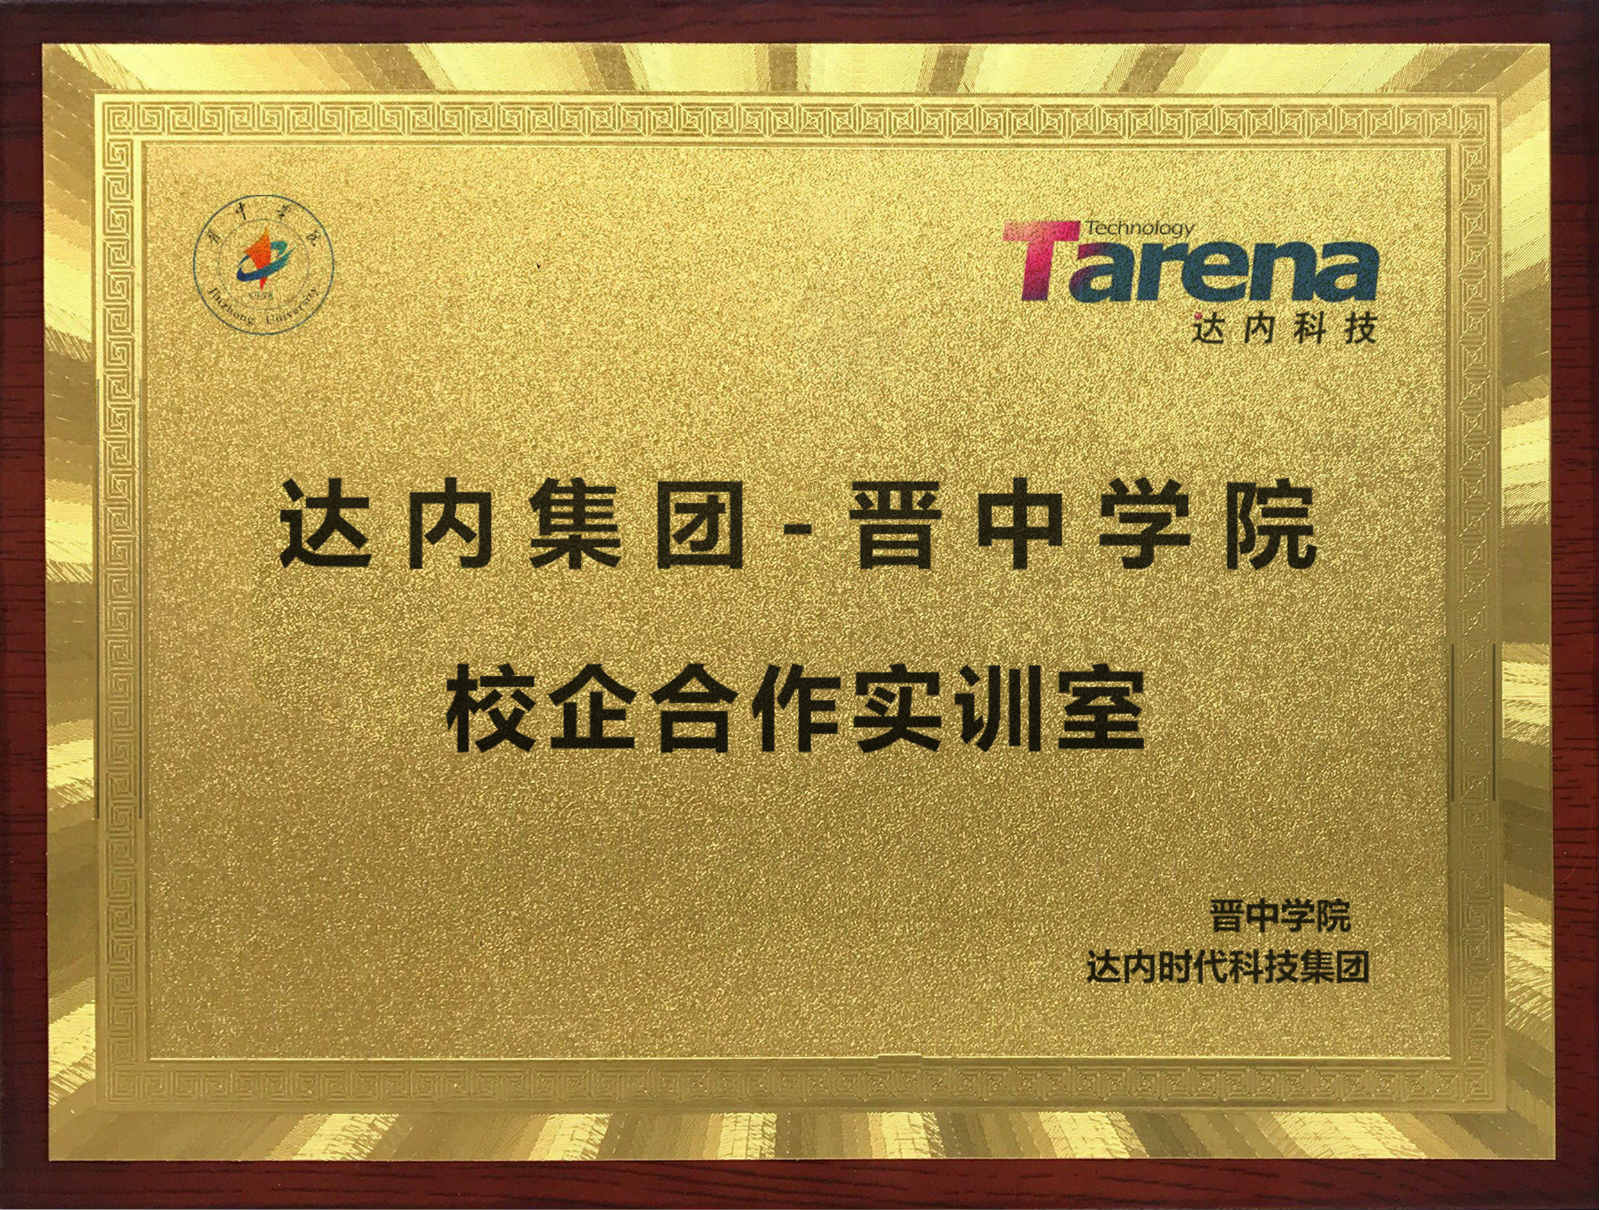 晋中学院
Jinzhong University
Technology
Tarena
达内科技
达内集团-晋中学院
校企合作实训室
晋中学院
达内时代科技集团